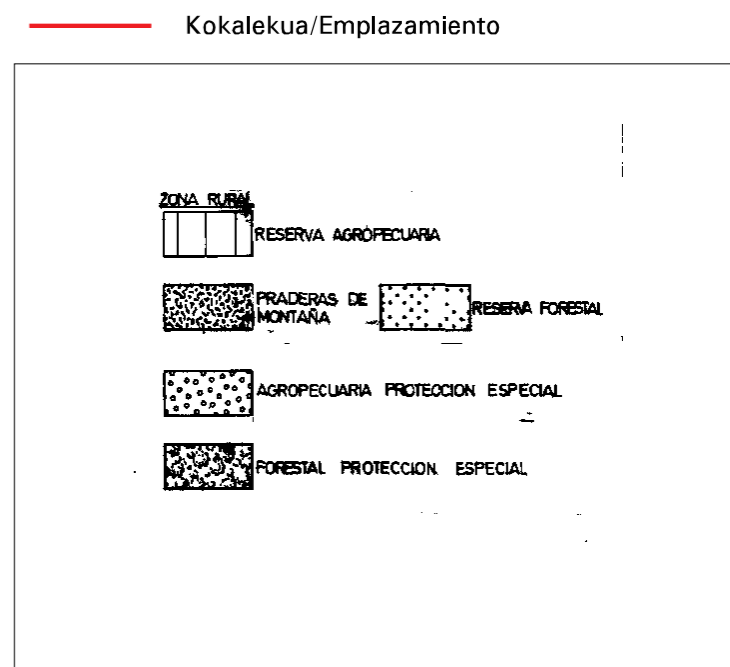 Kokalekua/Emplazamiento
ZONA RURAL
RESERVA AGROPECUARIA
PRADERAS DE
MONTAÑA
RESERVA FORESTAL
AGROPECUARIA PROTECCION ESPECIAL
FORESTAL PROTECCION ESPECIAL